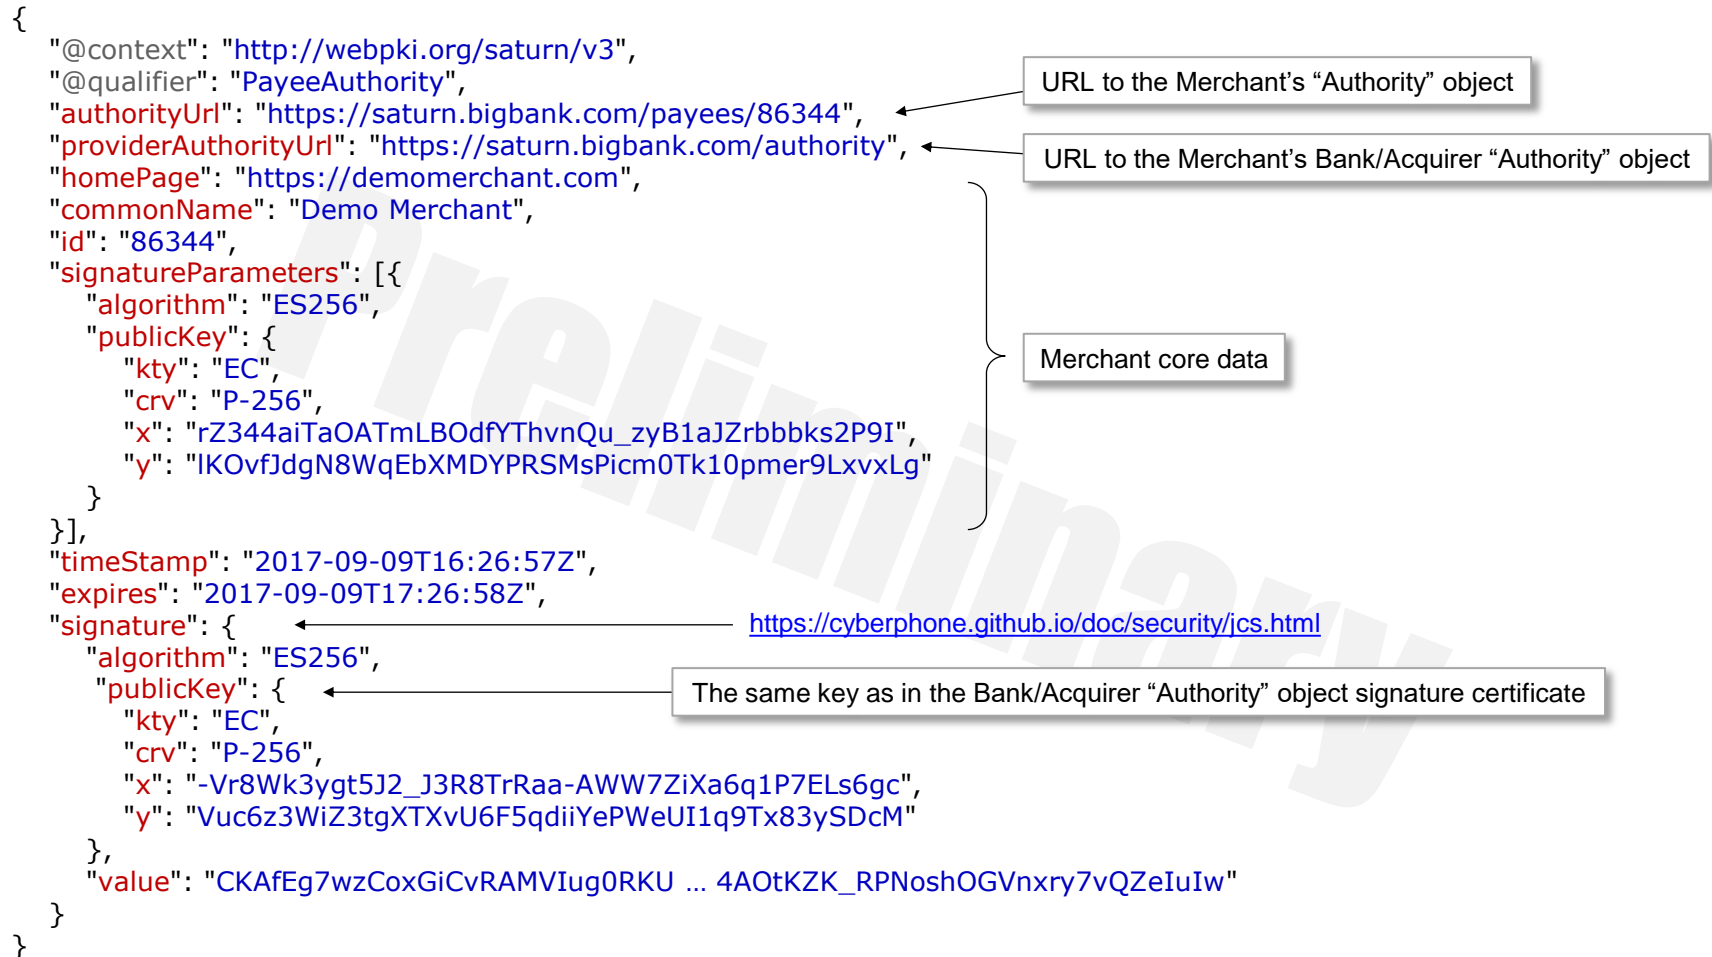 {
"@context": "http://webpki.org/saturn/v3",
"@qualifier": "PayeeAuthority",
URL to the Merchant's “Authority” object
"authorityUrl": "https://saturn.bigbank.com/payees/86344",
"providerAuthorityUrl": "https://saturn.bigbank.com/authority",
URL to the Merchant's Bank/Acquirer “Authority” object
"homePage": "https://demomerchant.com",
"commonName": "Demo Merchant",
"id": "86344",
"signatureParameters": [{
"algorithm": "ES256",
"publicKey": {
Merchant core data
"kty": "EC",
"crv": "P-256",
"x": "rZ344aiTaOATmLBOdfYThvnQu_zyB1aJZrbbbks2P9I",
"y": "lKOvfJdgN8WqEbXMDYPRSMsPicm0Tk10pmer9LxvxLg"
}
}],
"timeStamp": "2017-09-09T16:26:57Z",
"expires": "2017-09-09T17:26:58Z",
"signature": {
https://cyberphone.github.io/doc/security/jcs.html
"algorithm": "ES256",
"publicKey": {
The same key as in the Bank/Acquirer “Authority” object signature certificate
"kty": "EC",
"crv": "P-256",
"x": "-Vr8Wk3ygt5J2_J3R8TrRaa-AWW7ZiXa6q1P7ELs6gc",
"y": "Vuc6z3WiZ3tgXTXvU6F5qdiiYePWeUI1q9Tx83ySDcM"
},
"value": "CKAfEg7wzCoxGiCvRAMVIug0RKU … 4AOtKZK_RPNoshOGVnxry7vQZeIuIw"
}
}
Preliminary